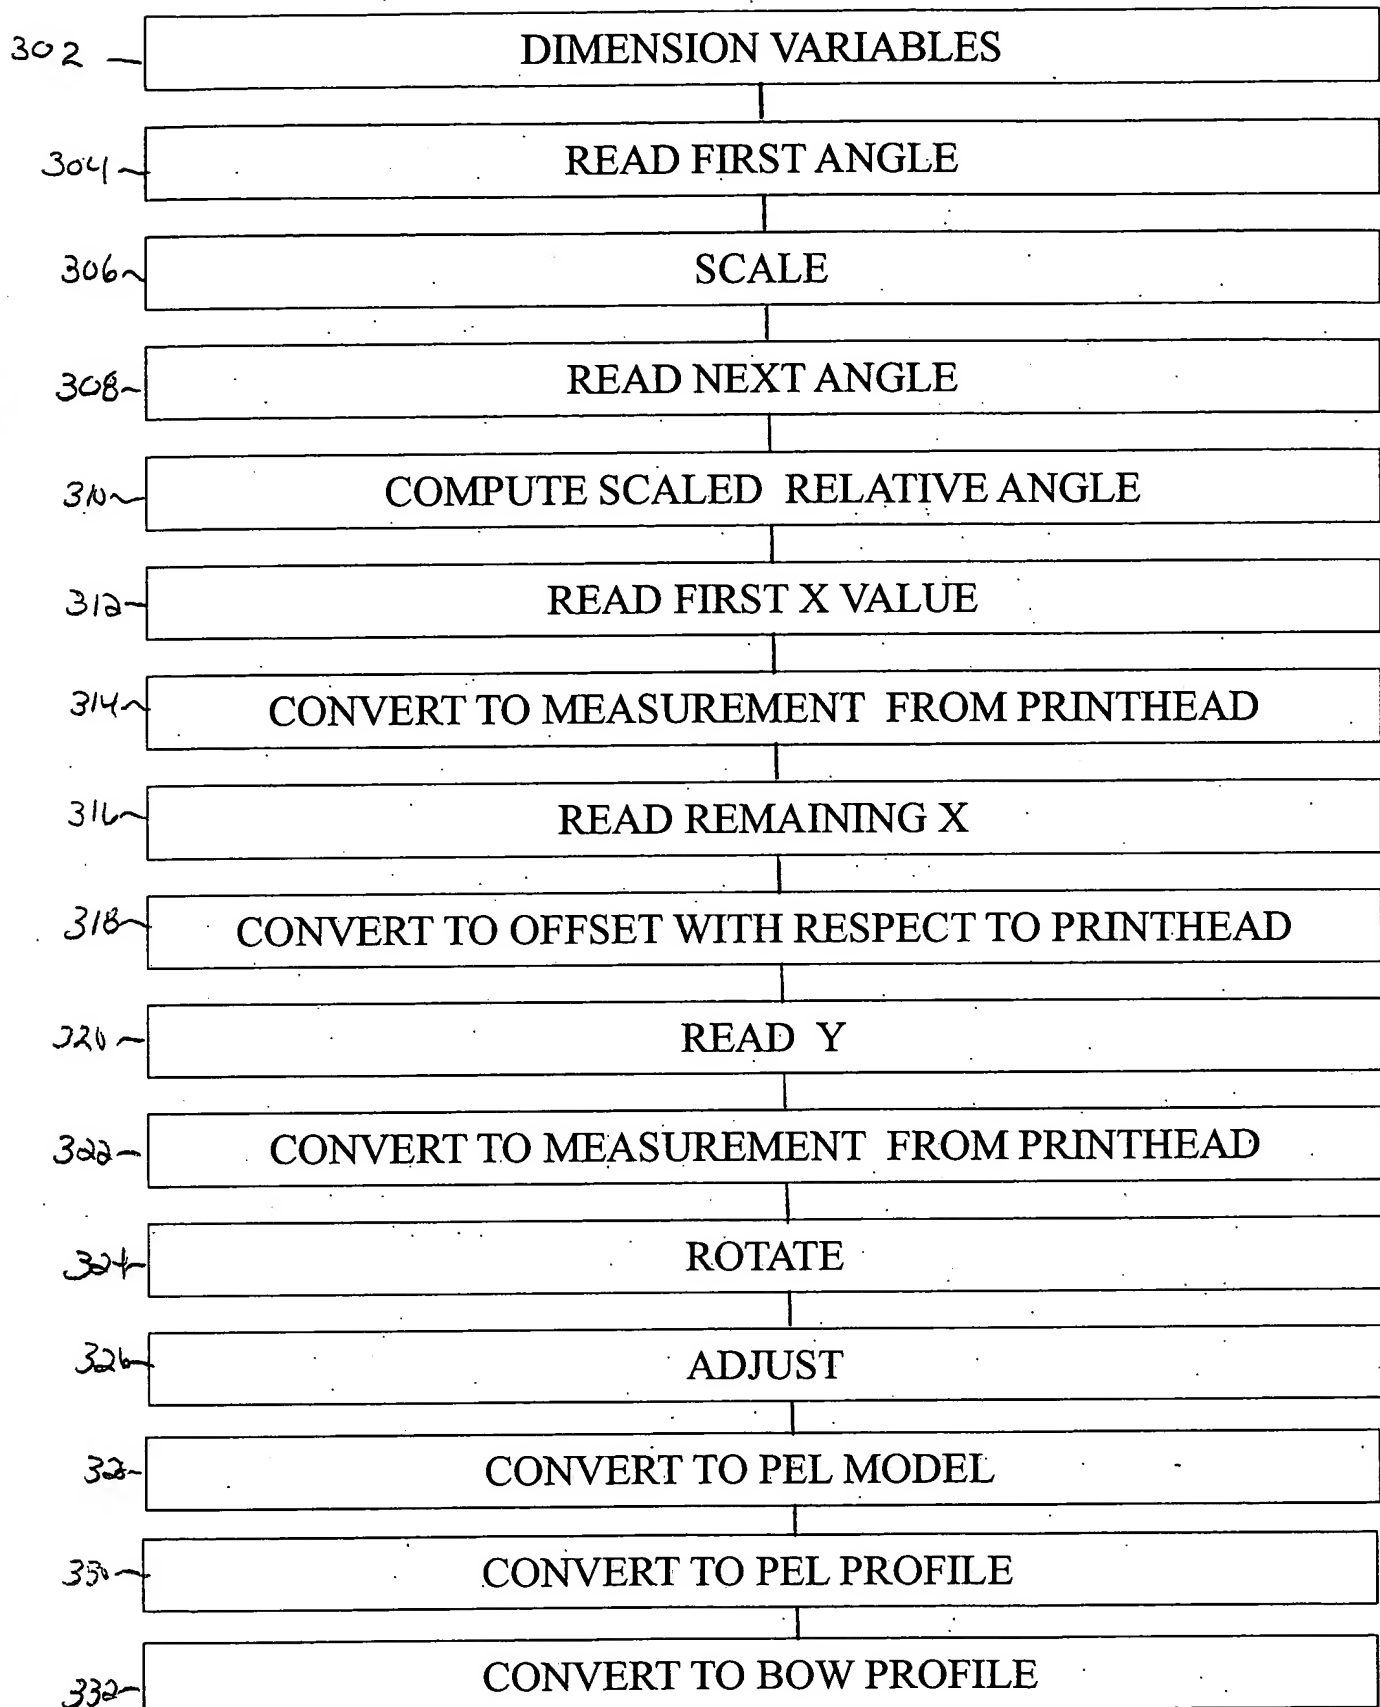 302 DIMENSION VARIABLES
304 READ FIRST ANGLE
306 SCALE
308 READ NEXT ANGLE
310 COMPUTE SCALED RELATIVE ANGLE
312 READ FIRST X VALUE
314 CONVERT TO MEASUREMENT FROM PRINTHEAD
316 READ REMAINING X
318 CONVERT TO OFFSET WITH RESPECT TO PRINTHEAD
320 READ Y
322 CONVERT TO MEASUREMENT FROM PRINTHEAD
324 ROTATE
326 ADJUST
CONVERT TO PEL MODEL
330 CONVERT TO PEL PROFILE
332 CONVERT TO BOW PROFILE